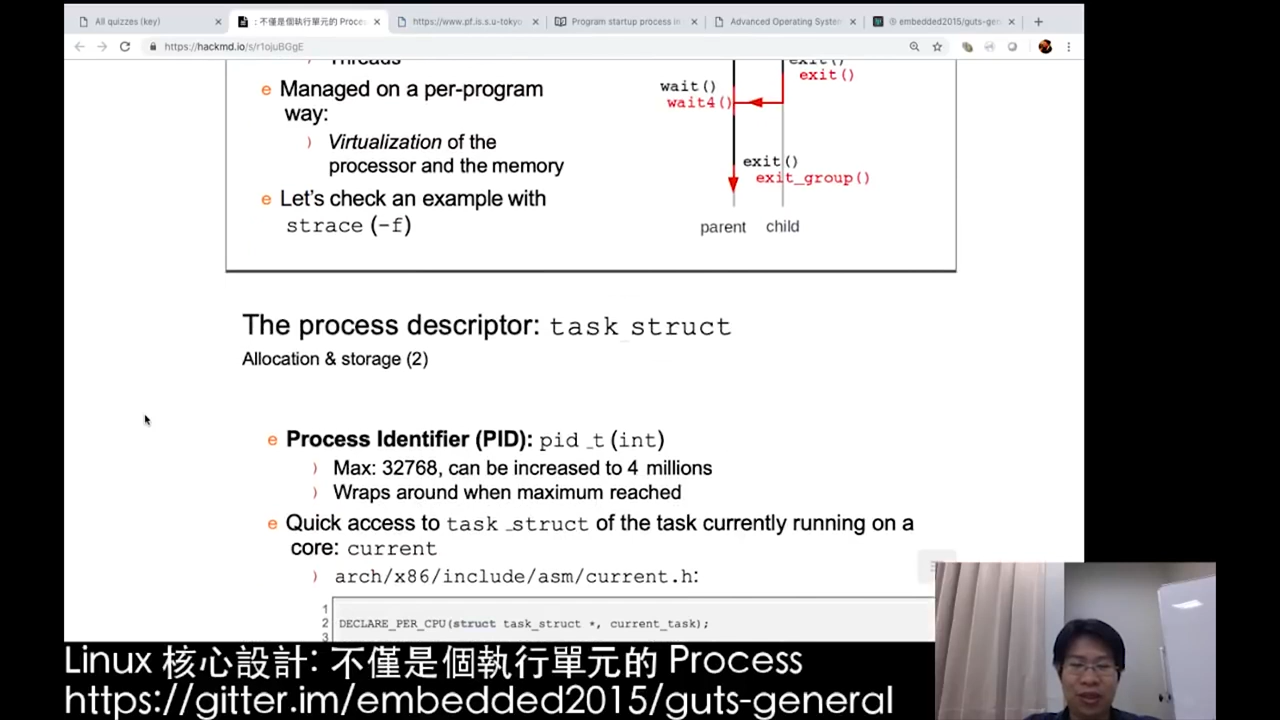 All quizzes (key)
: 不僅是個執行單元的 Proces
https://www.pf.is.s.u-tokyo
Program startup process in
Advanced Operating System
embedded2015/guts-gen
https://hackmd.io/s/r1ojuBGgE
Threads
Managed on a per-program
way:
Virtualization of the
processor and the memory
Let's check an example with
strace (-f)
exit()
exit()
wait()
wait4()
exit()
exit_group()
parent child
The process descriptor: task_struct
Allocation & storage (2)
Process Identifier (PID): pid_t (int)
Max: 32768, can be increased to 4 millions
Wraps around when maximum reached
Quick access to task_struct of the task currently running on a
core: current
arch/x86/include/asm/current.h:
1
2 DECLARE_PER_CPU(struct task_struct *, current_task);
3
Linux 核心設計: 不僅是個執行單元的 Process
https://gitter.im/embedded2015/guts-general